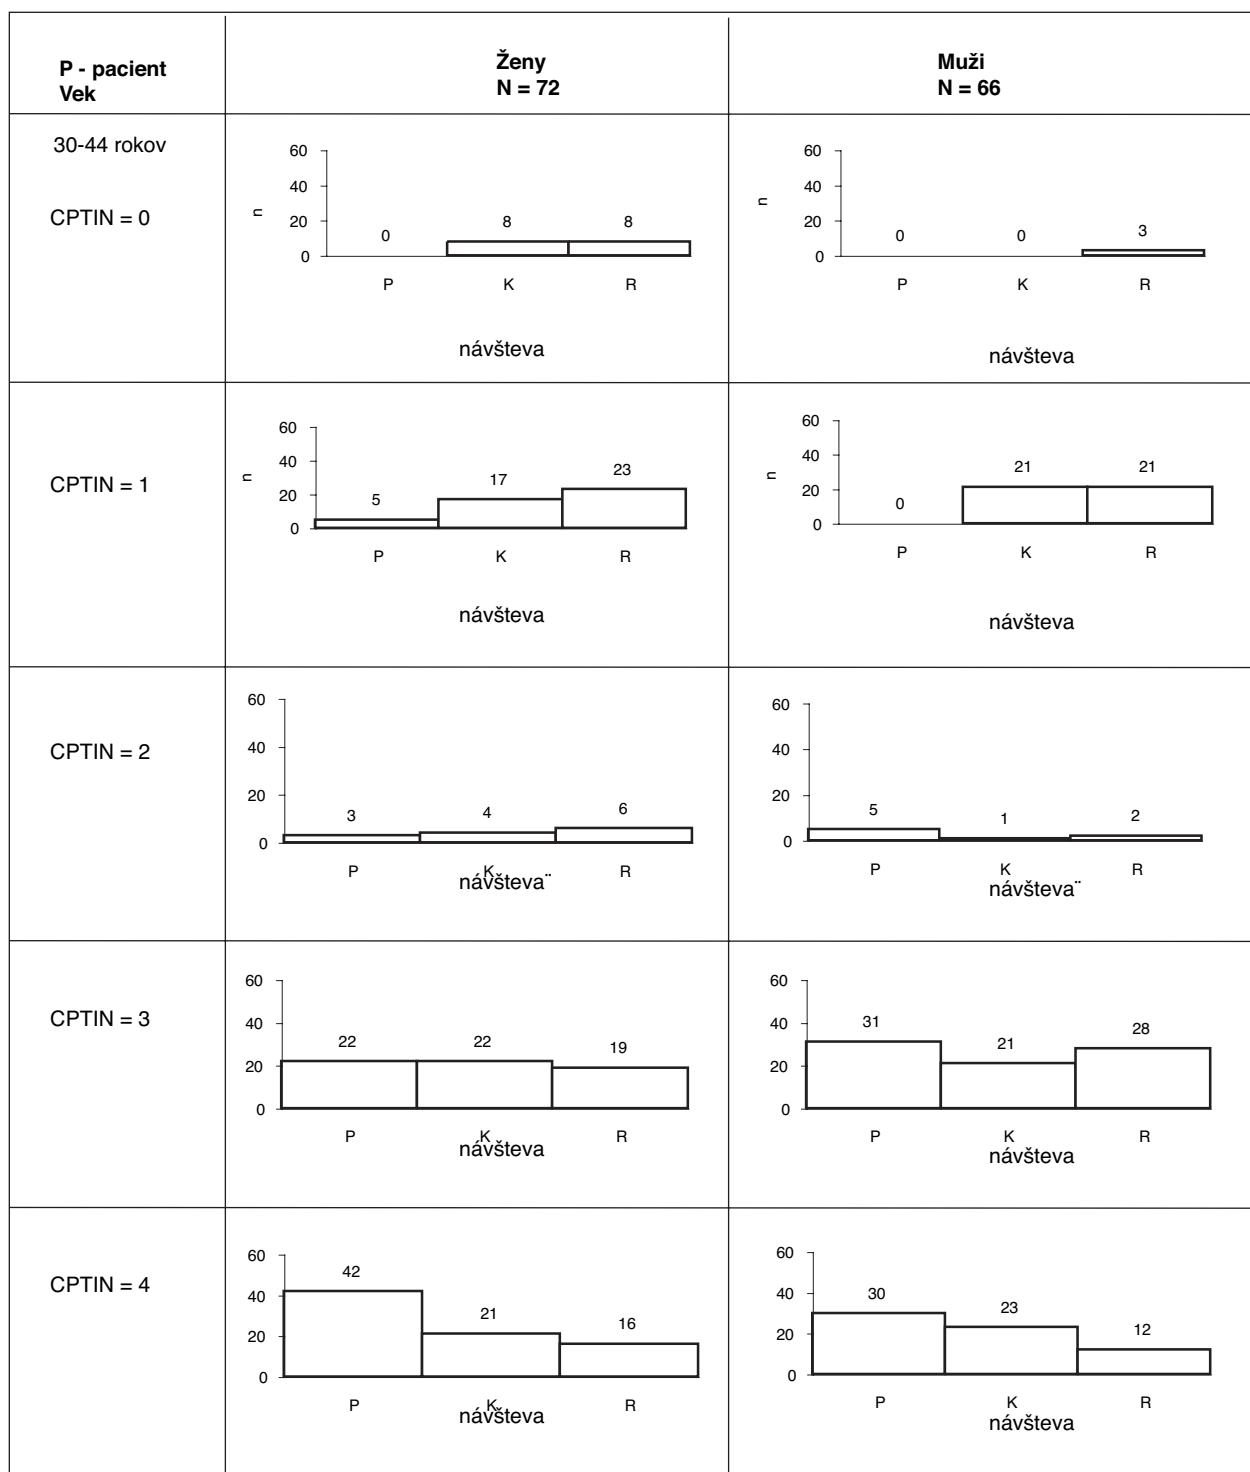 P - pacient
Vek
Ženy
N = 72
Muži
N = 66
30-44 rokov
CPTIN = 0
60
40
20
0
n
0
8
8
P K R
návšteva
60
40
20
0
n
0
0
3
P K R
návšteva
CPTIN = 1
60
40
20
0
n
5
17
23
P K R
návšteva
60
40
20
0
n
0
21
21
P K R
návšteva
CPTIN = 2
60
40
20
0
3
4
6
P K R
návšteva¨
60
40
20
0
5
1
2
P K R
návšteva¨
CPTIN = 3
60
40
20
0
22
22
19
P K R
návšteva
60
40
20
0
31
21
28
P K R
návšteva
CPTIN = 4
60
40
20
0
42
21
16
P K R
návšteva
60
40
20
0
30
23
12
P K R
návšteva